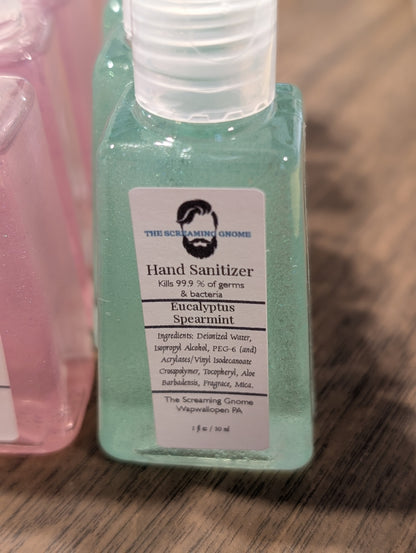 THE SCREAMING GNOME
Hand Sanitizer
Kills 99.9 % of germs
& bacteria
Eucalyptus
Spearmint
Ingredients: Deionized Water,
Isopropyl Alcohol, PEG-6 (and)
Acrylates/Vinyl Isodecanoate
Crosspolymer, Tocopheryl, Aloe
Barbadensis, Fragrace, Mica.
The Screaming Gnome
Wapwallopen PA
1 fl oz / 30 ml